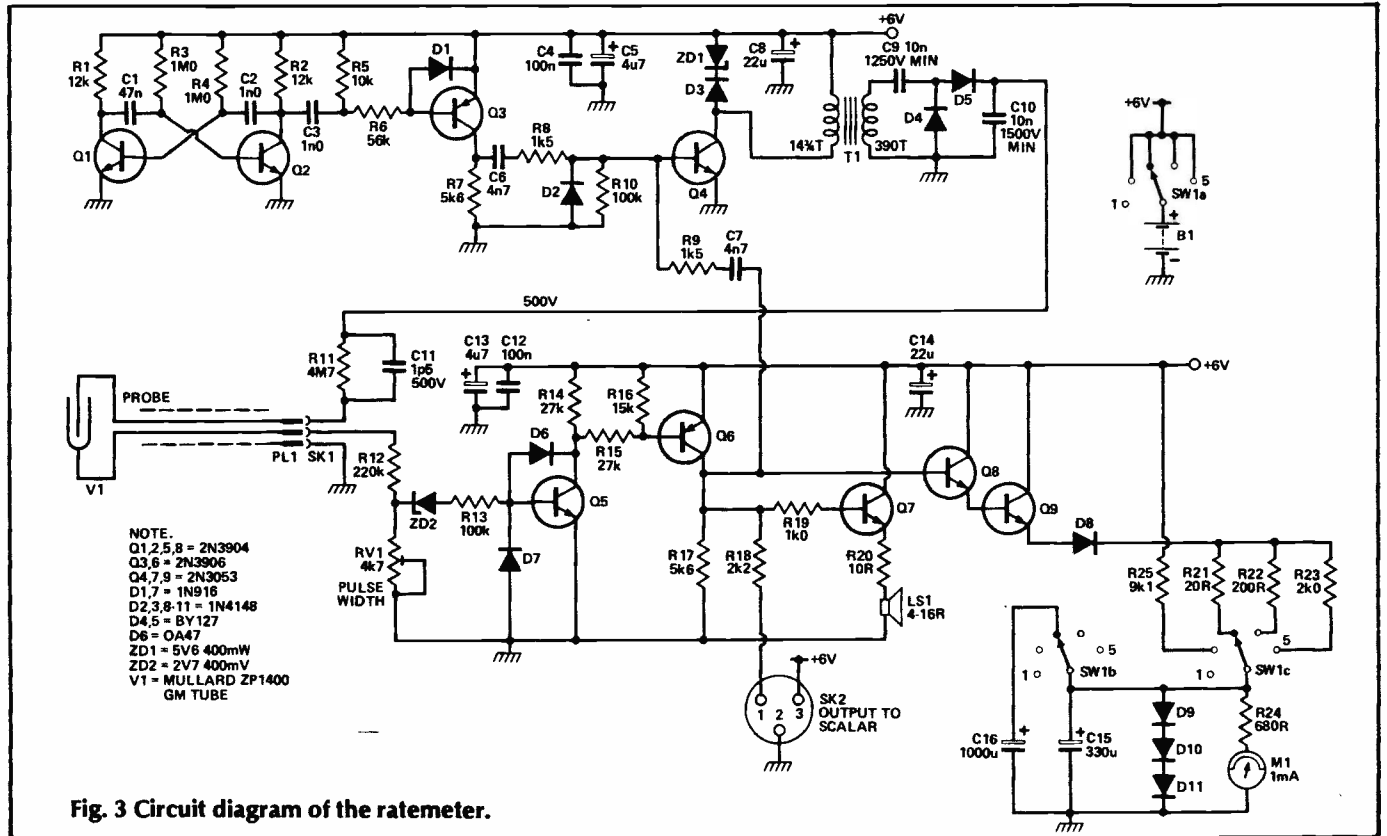 +6V
R1
12k
C1
47n
R3
1M0
R4
1M0
C2
1n0
R2
12k
C3
1n0
R5
10k
R6
56k
D1
Q1
Q2
Q3
R7
5k6
C6
4n7
R8
1k5
D2
R10
100k
C4
100n
C5
4u7
+
ZD1
D3
Q4
C8
22u
+
14¾T
T1
390T
C9 10n
1250V MIN
D4
D5
C10
10n
1500V
MIN
+6V
1
5
SW1a
+
B1
-
R9
1k5
C7
4n7
500V
R11
4M7
C11
1p5
500V
PROBE
V1
PL1
SK1
R12
220k
ZD2
R13
100k
RV1
4k7
PULSE
WIDTH
D7
D6
Q5
C13
4u7
+
C12
100n
R14
27k
R16
15k
R15
27k
Q6
R17
5k6
R18
2k2
R19
1k0
Q7
R20
10R
LS1
4-16R
C14
22u
+
+6V
Q8
Q9
D8
R25
9k1
R21
20R
R22
200R
R23
2k0
1
5
SW1b
1
5
SW1c
C16
1000u
+
C15
330u
+
D9
D10
D11
R24
680R
M1
1mA
+6V
1 2 3
SK2
OUTPUT TO
SCALAR
NOTE.
Q1,2,5,8 = 2N3904
Q3,6 = 2N3906
Q4,7,9 = 2N3053
D1,7 = 1N916
D2,3,8-11 = 1N4148
D4,5 = BY127
D6 = OA47
ZD1 = 5V6 400mW
ZD2 = 2V7 400mV
V1 = MULLARD ZP1400
GM TUBE
Fig. 3 Circuit diagram of the ratemeter.